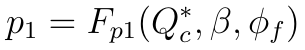 $p_1 = F_{p1}(Q_c^*, \beta, \phi_f)$